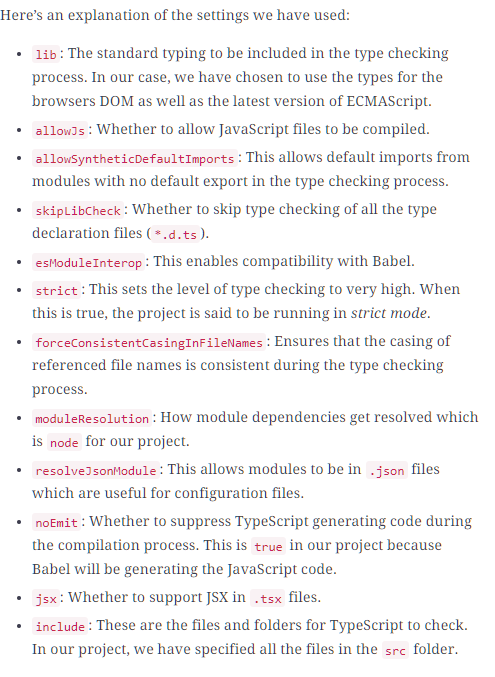 Here’s an explanation of the settings we have used:
• lib: The standard typing to be included in the type checking
process. In our case, we have chosen to use the types for the
browsers DOM as well as the latest version of ECMAScript.
• allowJs: Whether to allow JavaScript files to be compiled.
• allowSyntheticDefaultImports: This allows default imports from
modules with no default export in the type checking process.
• skipLibCheck: Whether to skip type checking of all the type
declaration files (*.d.ts).
• esModuleInterop: This enables compatibility with Babel.
• strict: This sets the level of type checking to very high. When
this is true, the project is said to be running in strict mode.
• forceConsistentCasingInFileNames: Ensures that the casing of
referenced file names is consistent during the type checking
process.
• moduleResolution: How module dependencies get resolved which
is node for our project.
• resolveJsonModule: This allows modules to be in .json files
which are useful for configuration files.
• noEmit: Whether to suppress TypeScript generating code during
the compilation process. This is true in our project because
Babel will be generating the JavaScript code.
• jsx: Whether to support JSX in .tsx files.
• include: These are the files and folders for TypeScript to check.
In our project, we have specified all the files in the src folder.